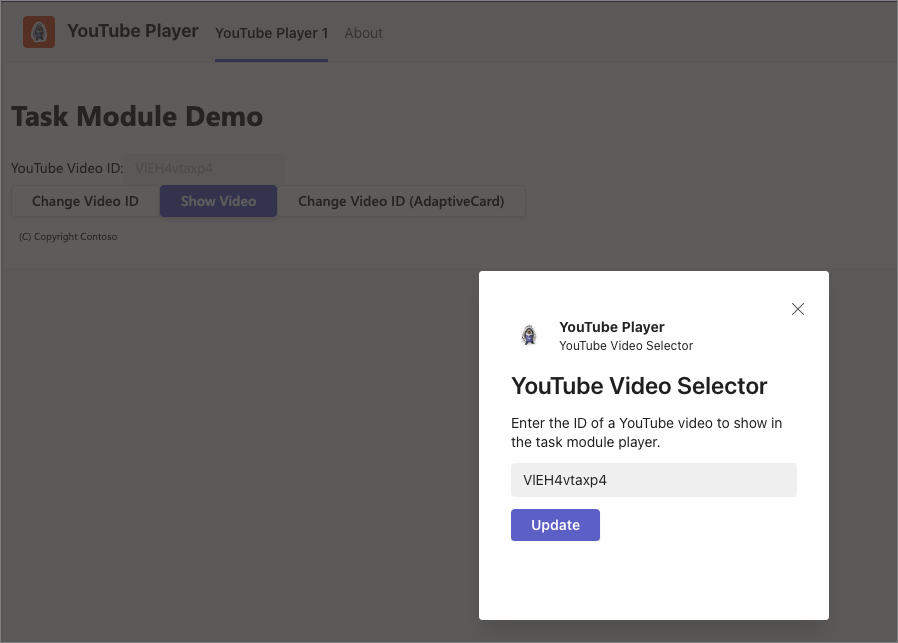 YouTube Player YouTube Player 1 About
Task Module Demo
YouTube Video ID: VlEH4vtaxp4
Change Video ID Show Video Change Video ID (AdaptiveCard)
(C) Copyright Contoso
YouTube Player
YouTube Video Selector
YouTube Video Selector
Enter the ID of a YouTube video to show in
the task module player.
VlEH4vtaxp4
Update